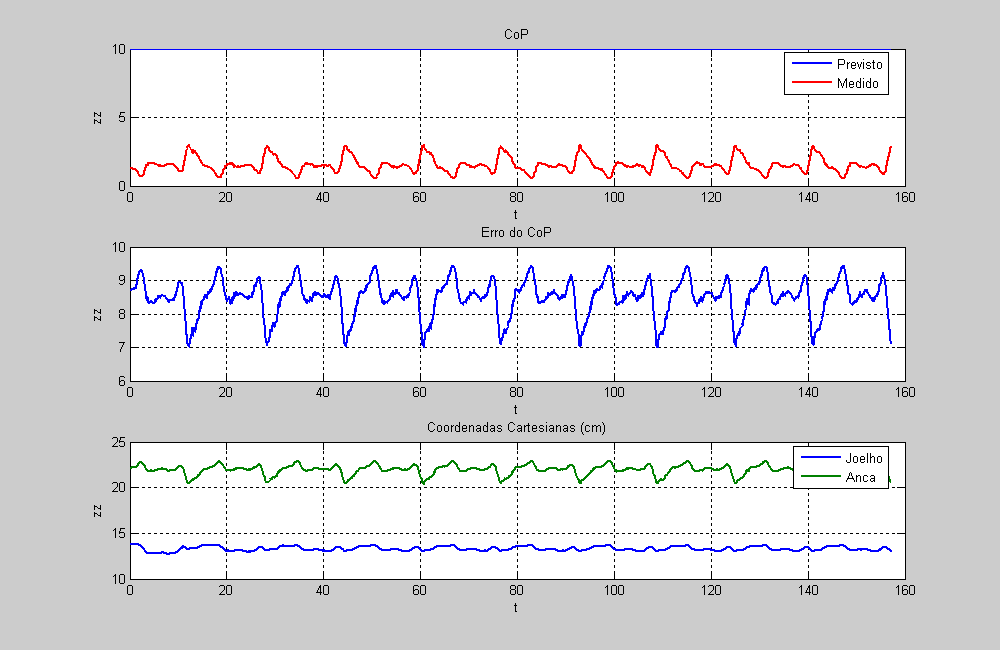 CoP
10
5
0
zz
Previsto
Medido
0 20 40 60 80 100 120 140 160
t
Erro do CoP
10
9
8
7
6
zz
0 20 40 60 80 100 120 140 160
t
Coordenadas Cartesianas (cm)
25
20
15
10
zz
Joelho
Anca
0 20 40 60 80 100 120 140 160
t